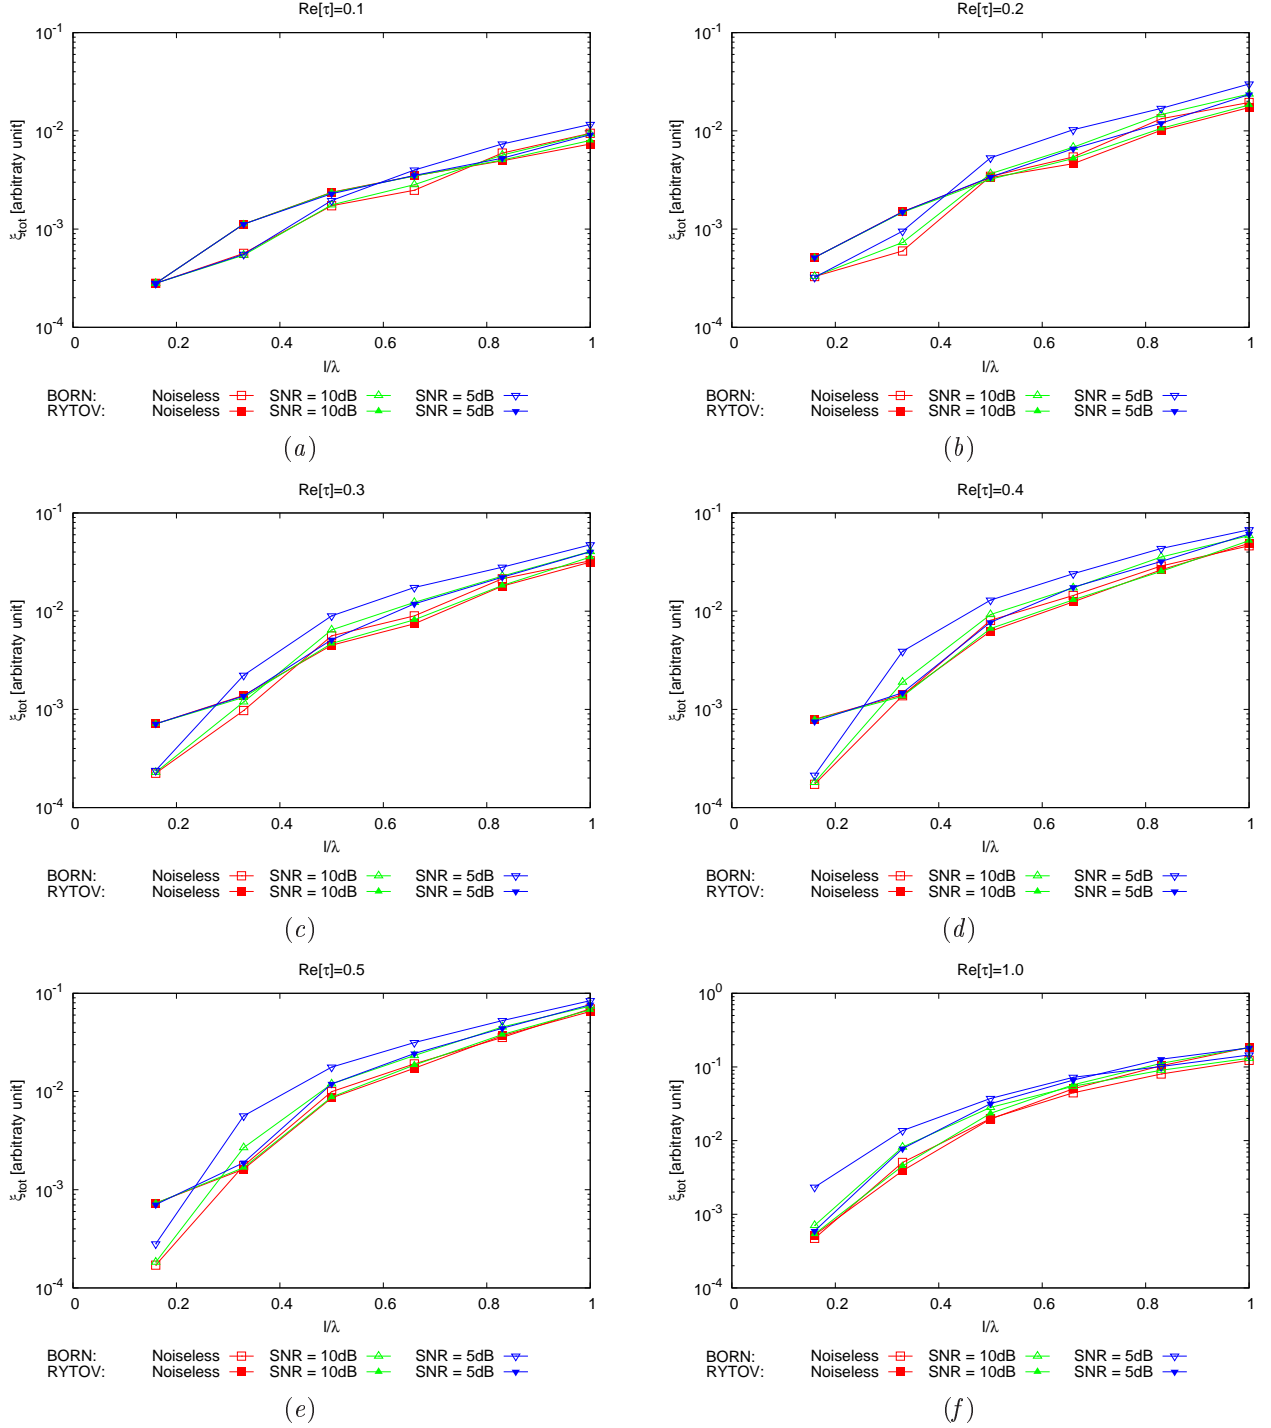 Re[τ]=0.1
10⁻¹
10⁻²
10⁻³
10⁻⁴
ξtot [arbitraty unit]
0 0.2 0.4 0.6 0.8 1
l/λ
BORN: Noiseless SNR = 10dB SNR = 5dB
RYTOV: Noiseless SNR = 10dB SNR = 5dB
(a)
Re[τ]=0.2
10⁻¹
10⁻²
10⁻³
10⁻⁴
ξtot [arbitraty unit]
0 0.2 0.4 0.6 0.8 1
l/λ
BORN: Noiseless SNR = 10dB SNR = 5dB
RYTOV: Noiseless SNR = 10dB SNR = 5dB
(b)
Re[τ]=0.3
10⁻¹
10⁻²
10⁻³
10⁻⁴
ξtot [arbitraty unit]
0 0.2 0.4 0.6 0.8 1
l/λ
BORN: Noiseless SNR = 10dB SNR = 5dB
RYTOV: Noiseless SNR = 10dB SNR = 5dB
(c)
Re[τ]=0.4
10⁻¹
10⁻²
10⁻³
10⁻⁴
ξtot [arbitraty unit]
0 0.2 0.4 0.6 0.8 1
l/λ
BORN: Noiseless SNR = 10dB SNR = 5dB
RYTOV: Noiseless SNR = 10dB SNR = 5dB
(d)
Re[τ]=0.5
10⁻¹
10⁻²
10⁻³
10⁻⁴
ξtot [arbitraty unit]
0 0.2 0.4 0.6 0.8 1
l/λ
BORN: Noiseless SNR = 10dB SNR = 5dB
RYTOV: Noiseless SNR = 10dB SNR = 5dB
(e)
Re[τ]=1.0
10⁰
10⁻¹
10⁻²
10⁻³
10⁻⁴
ξtot [arbitraty unit]
0 0.2 0.4 0.6 0.8 1
l/λ
BORN: Noiseless SNR = 10dB SNR = 5dB
RYTOV: Noiseless SNR = 10dB SNR = 5dB
(f)